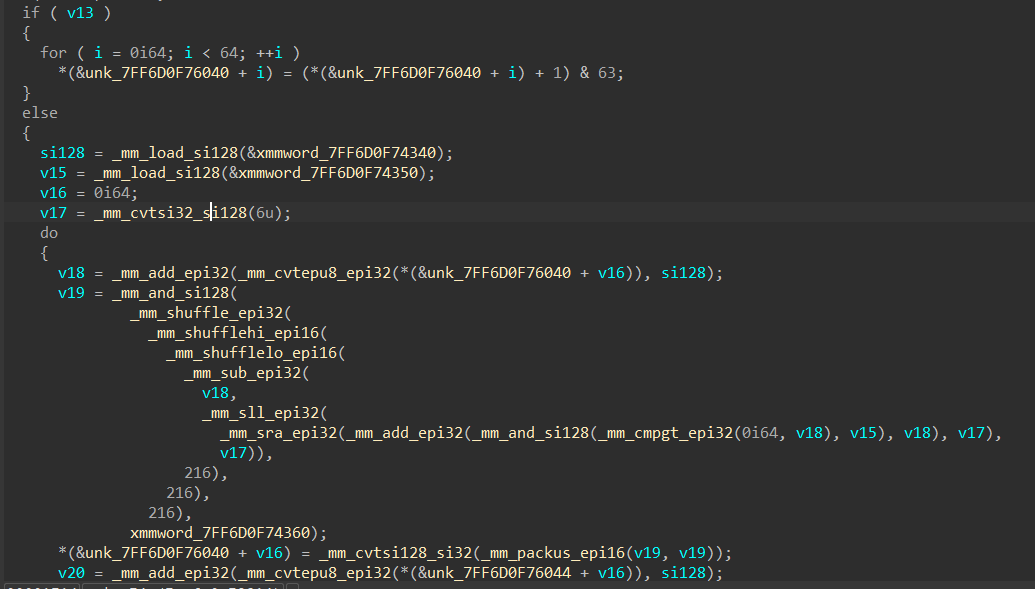 if ( v13 )
{
for ( i = 0i64; i < 64; ++i )
*(&unk_7FF6D0F76040 + i) = (*(&unk_7FF6D0F76040 + i) + 1) & 63;
}
else
{
si128 = _mm_load_si128(&xmmword_7FF6D0F74340);
v15 = _mm_load_si128(&xmmword_7FF6D0F74350);
v16 = 0i64;
v17 = _mm_cvtsi32_si128(6u);
do
{
v18 = _mm_add_epi32(_mm_cvtepu8_epi32(*(&unk_7FF6D0F76040 + v16)), si128);
v19 = _mm_and_si128(
_mm_shuffle_epi32(
_mm_shufflehi_epi16(
_mm_shufflelo_epi16(
_mm_sub_epi32(
v18,
_mm_sll_epi32(
_mm_sra_epi32(_mm_add_epi32(_mm_and_si128(_mm_cmpgt_epi32(0i64, v18), v15), v18), v17),
v17)),
216),
216),
216),
xmmword_7FF6D0F74360);
*(&unk_7FF6D0F76040 + v16) = _mm_cvtsi128_si32(_mm_packus_epi16(v19, v19));
v20 = _mm_add_epi32(_mm_cvtepu8_epi32(*(&unk_7FF6D0F76044 + v16)), si128);